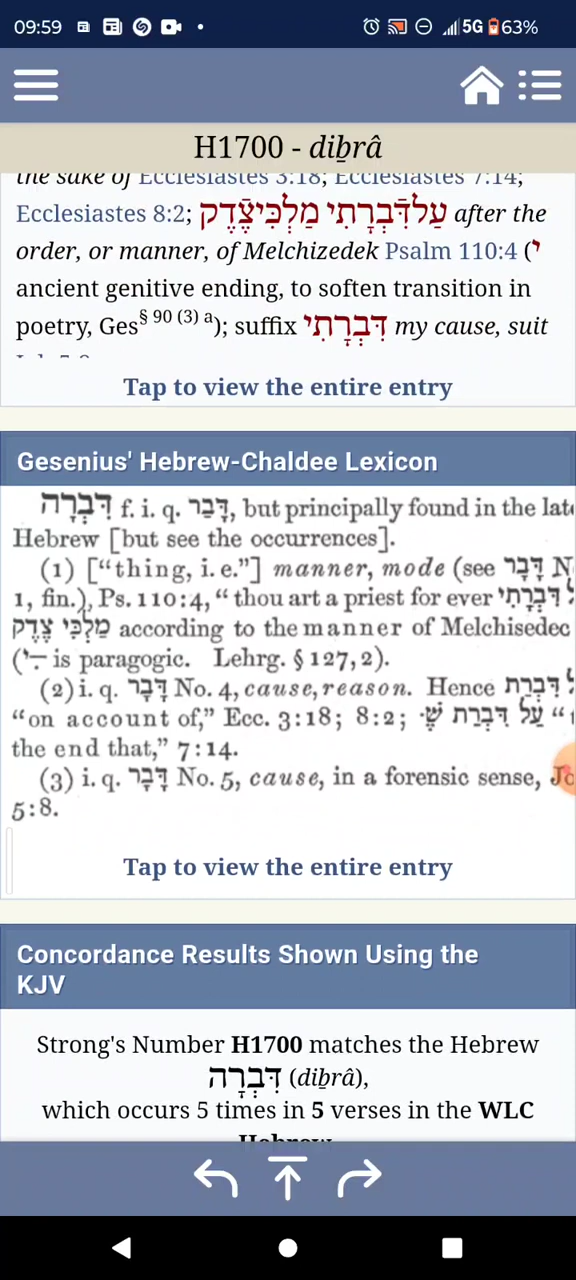 09:59
5G 63%
H1700 - diḇrâ
the sake of Ecclesiastes 3:18; Ecclesiastes 7:14;
Ecclesiastes 8:2; עַלדִּֿבְרָתִי מַלְכִּיצֶֿדֶק after the
order, or manner, of Melchizedek Psalm 110:4 (י
ancient genitive ending, to soften transition in
poetry, Ges§ 90 (3) a); suffix דִּבְרָתִי my cause, suit
Tap to view the entire entry
Gesenius' Hebrew-Chaldee Lexicon
דִּבְרָה f. i. q. דָּבַר, but principally found in the late
Hebrew [but see the occurrences].
(1) ["thing, i. e."] manner, mode (see דָּבָר N
1, fin.), Ps. 110:4, "thou art a priest for ever דִּבְרָתִי
מַלְכִּי צֶדֶק according to the manner of Melchisedec
(־ִי is paragogic. Lehrg. § 127, 2).
(2) i. q. דָּבָר No. 4, cause, reason. Hence דִּבְרַת
"on account of," Ecc. 3:18; 8:2; עַל דִּבְרַת שֶׁ·
the end that," 7:14.
(3) i. q. דָּבָר No. 5, cause, in a forensic sense,
5:8.
Tap to view the entire entry
Concordance Results Shown Using the
KJV
Strong's Number H1700 matches the Hebrew
דִּבְרָה (diḇrâ),
which occurs 5 times in 5 verses in the WLC
Hebrew